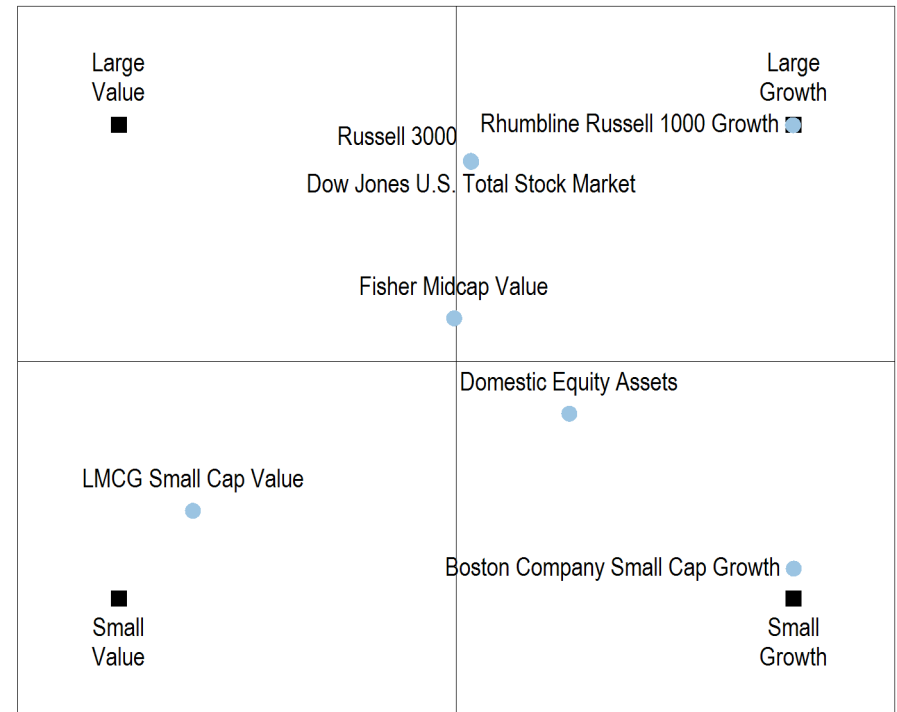 Large
Value
Large
Growth
Rhumbline Russell 1000 Growth
Russell 3000
Dow Jones U.S. Total Stock Market
Fisher Midcap Value
Domestic Equity Assets
LMCG Small Cap Value
Boston Company Small Cap Growth
Small
Value
Small
Growth